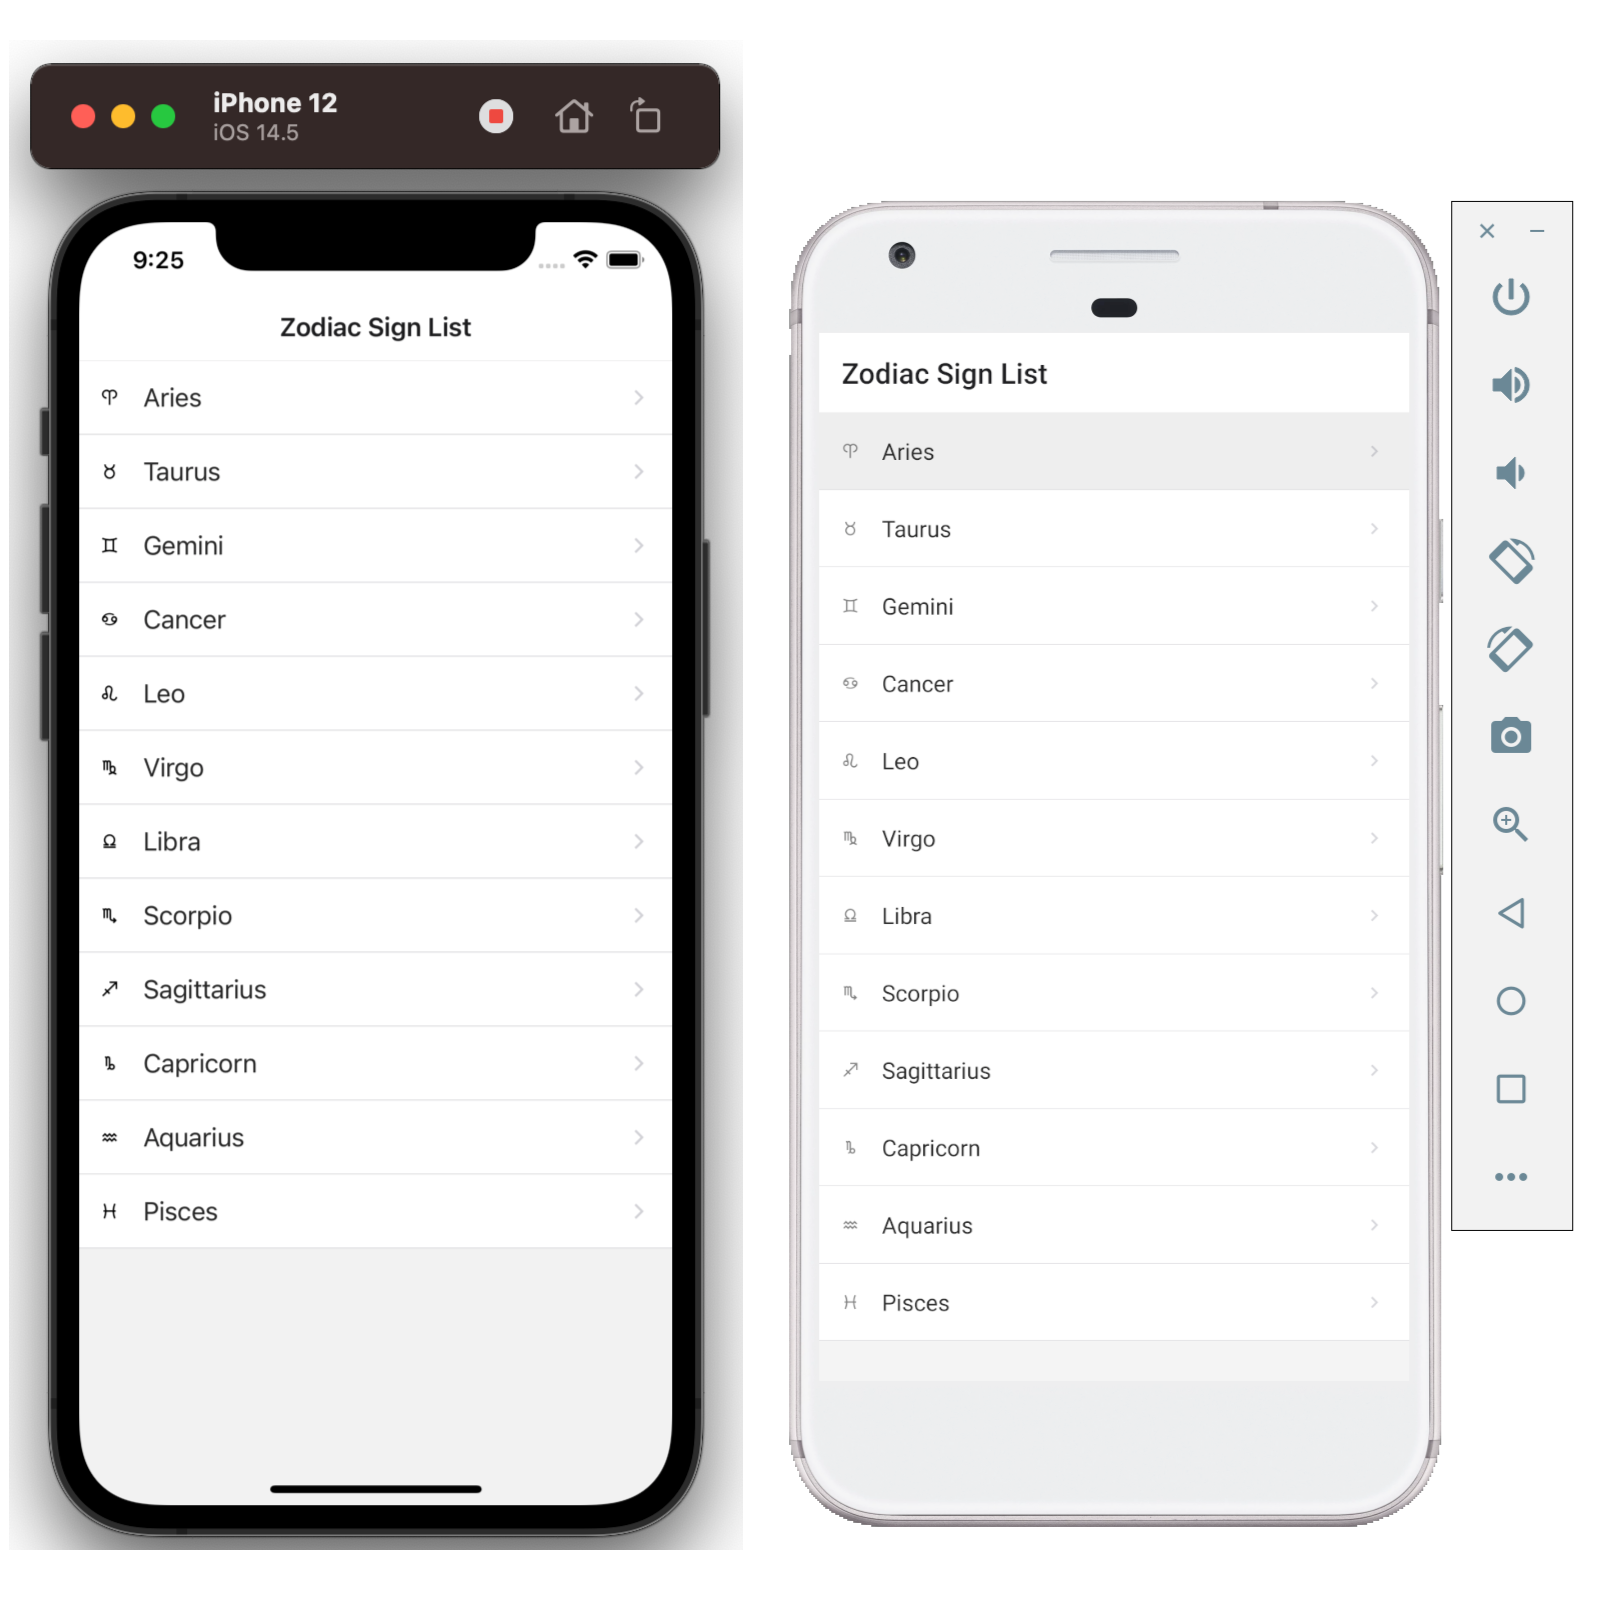 iPhone 12
iOS 14.5
9:25
Zodiac Sign List
♈︎ Aries
♉︎ Taurus
♊︎ Gemini
♋︎ Cancer
♌︎ Leo
♍︎ Virgo
♎︎ Libra
♏︎ Scorpio
♐︎ Sagittarius
♑︎ Capricorn
♒︎ Aquarius
♓︎ Pisces
Zodiac Sign List
♈︎ Aries
♉︎ Taurus
♊︎ Gemini
♋︎ Cancer
♌︎ Leo
♍︎ Virgo
♎︎ Libra
♏︎ Scorpio
♐︎ Sagittarius
♑︎ Capricorn
♒︎ Aquarius
♓︎ Pisces